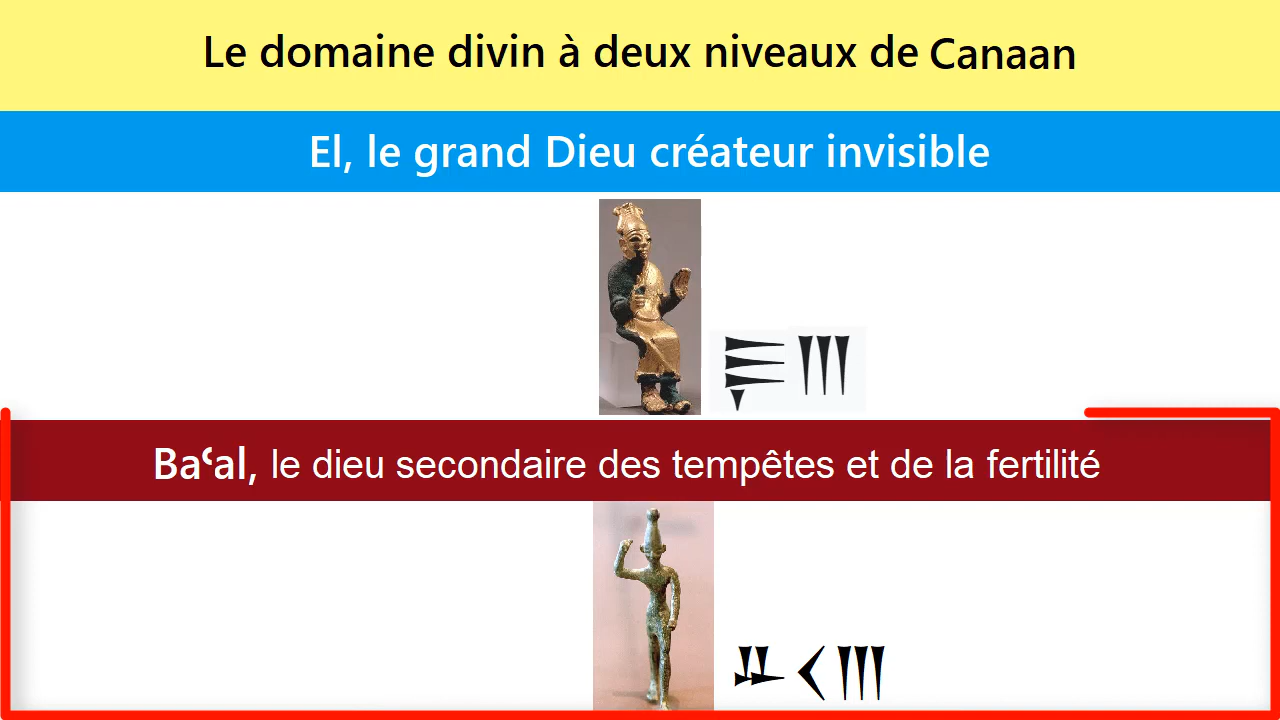 Le domaine divin à deux niveaux de Canaan
El, le grand Dieu créateur invisible
𐎛𐎍
Baʿal, le dieu secondaire des tempêtes et de la fertilité
𐎁𐎓𐎍